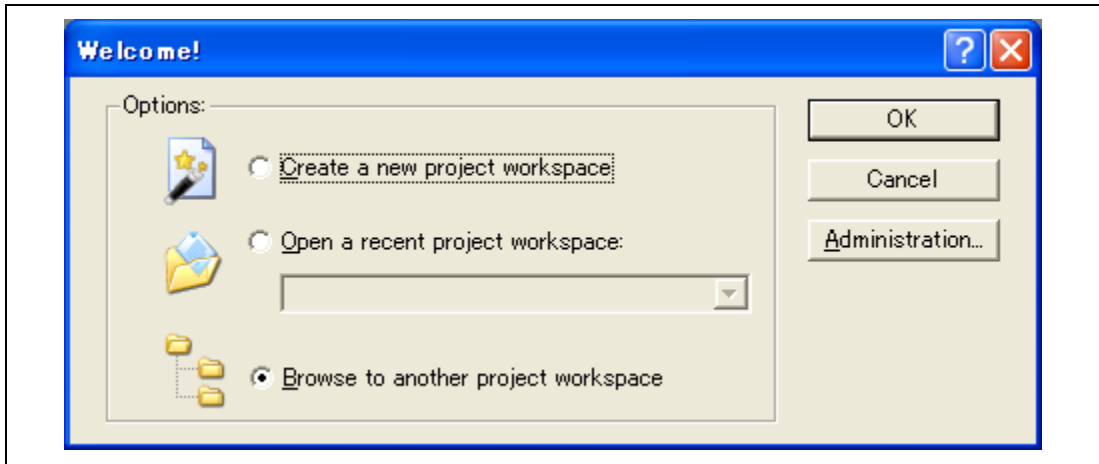 Welcome!
Options:
Create a new project workspace
Open a recent project workspace:
Browse to another project workspace
OK
Cancel
Administration...